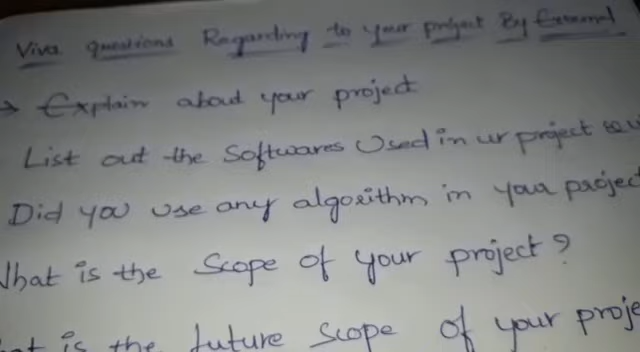 Viva questions Regarding to your project By External
→ Explain about your project
List out the Softwares Used in ur project
Did you use any algorithm in your project
What is the Scope of your project?
is the future scope of your proje